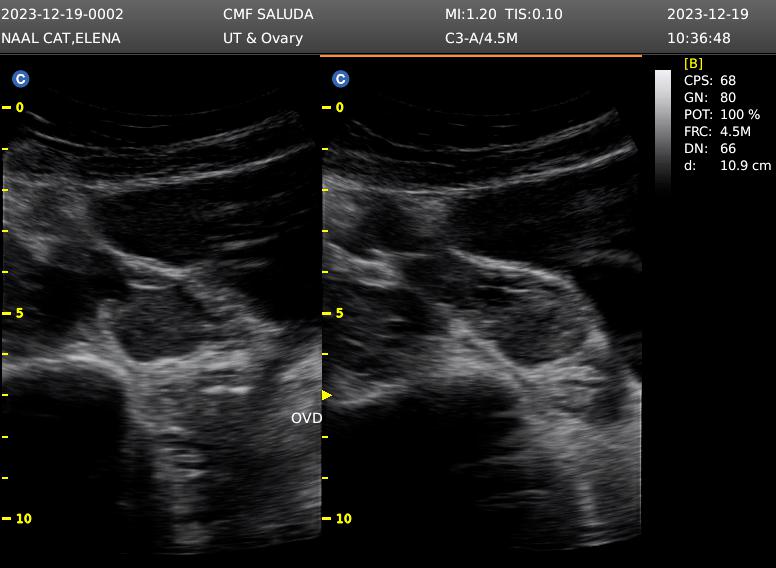 2023-12-19-0002 CMF SALUDA MI:1.20 TIS:0.10 2023-12-19
NAAL CAT,ELENA UT & Ovary C3-A/4.5M 10:36:48
C
C
[B]
CPS: 68
GN: 80
POT: 100 %
FRC: 4.5M
DN: 66
d: 10.9 cm
0
0
5
5
OVD
10
10